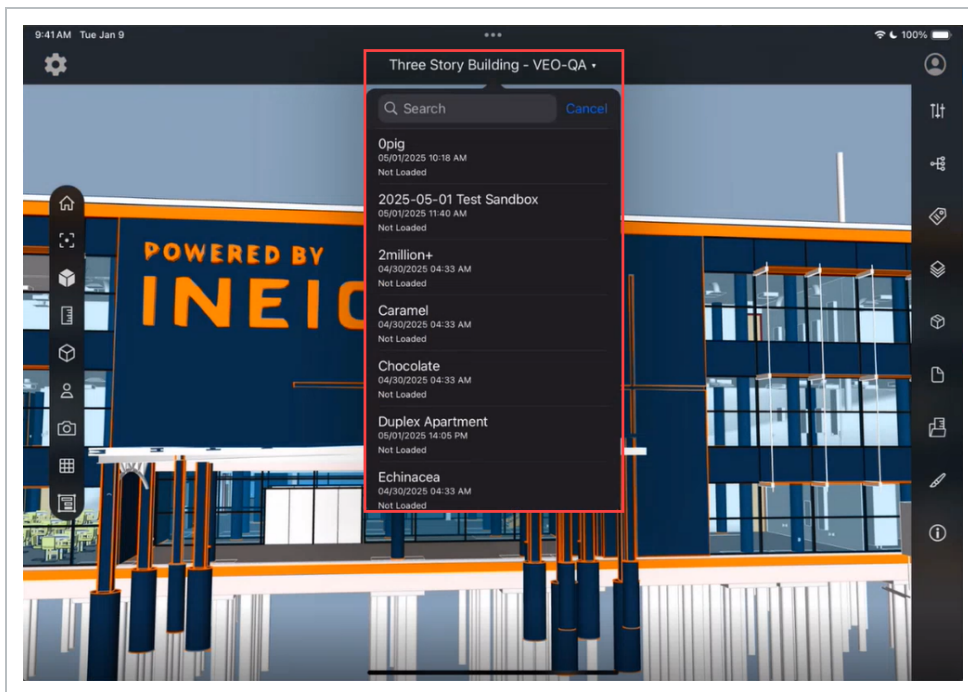 9:41 AM Tue Jan 9
100%
Three Story Building - VEO-QA
Search
Cancel
0pig
05/01/2025 10:18 AM
Not Loaded
2025-05-01 Test Sandbox
05/01/2025 11:40 AM
Not Loaded
2million+
04/30/2025 04:33 AM
Not Loaded
Caramel
04/30/2025 04:33 AM
Not Loaded
Chocolate
04/30/2025 04:33 AM
Not Loaded
Duplex Apartment
05/01/2025 14:05 PM
Not Loaded
Echinacea
04/30/2025 04:33 AM
Not Loaded
POWERED BY
INEI